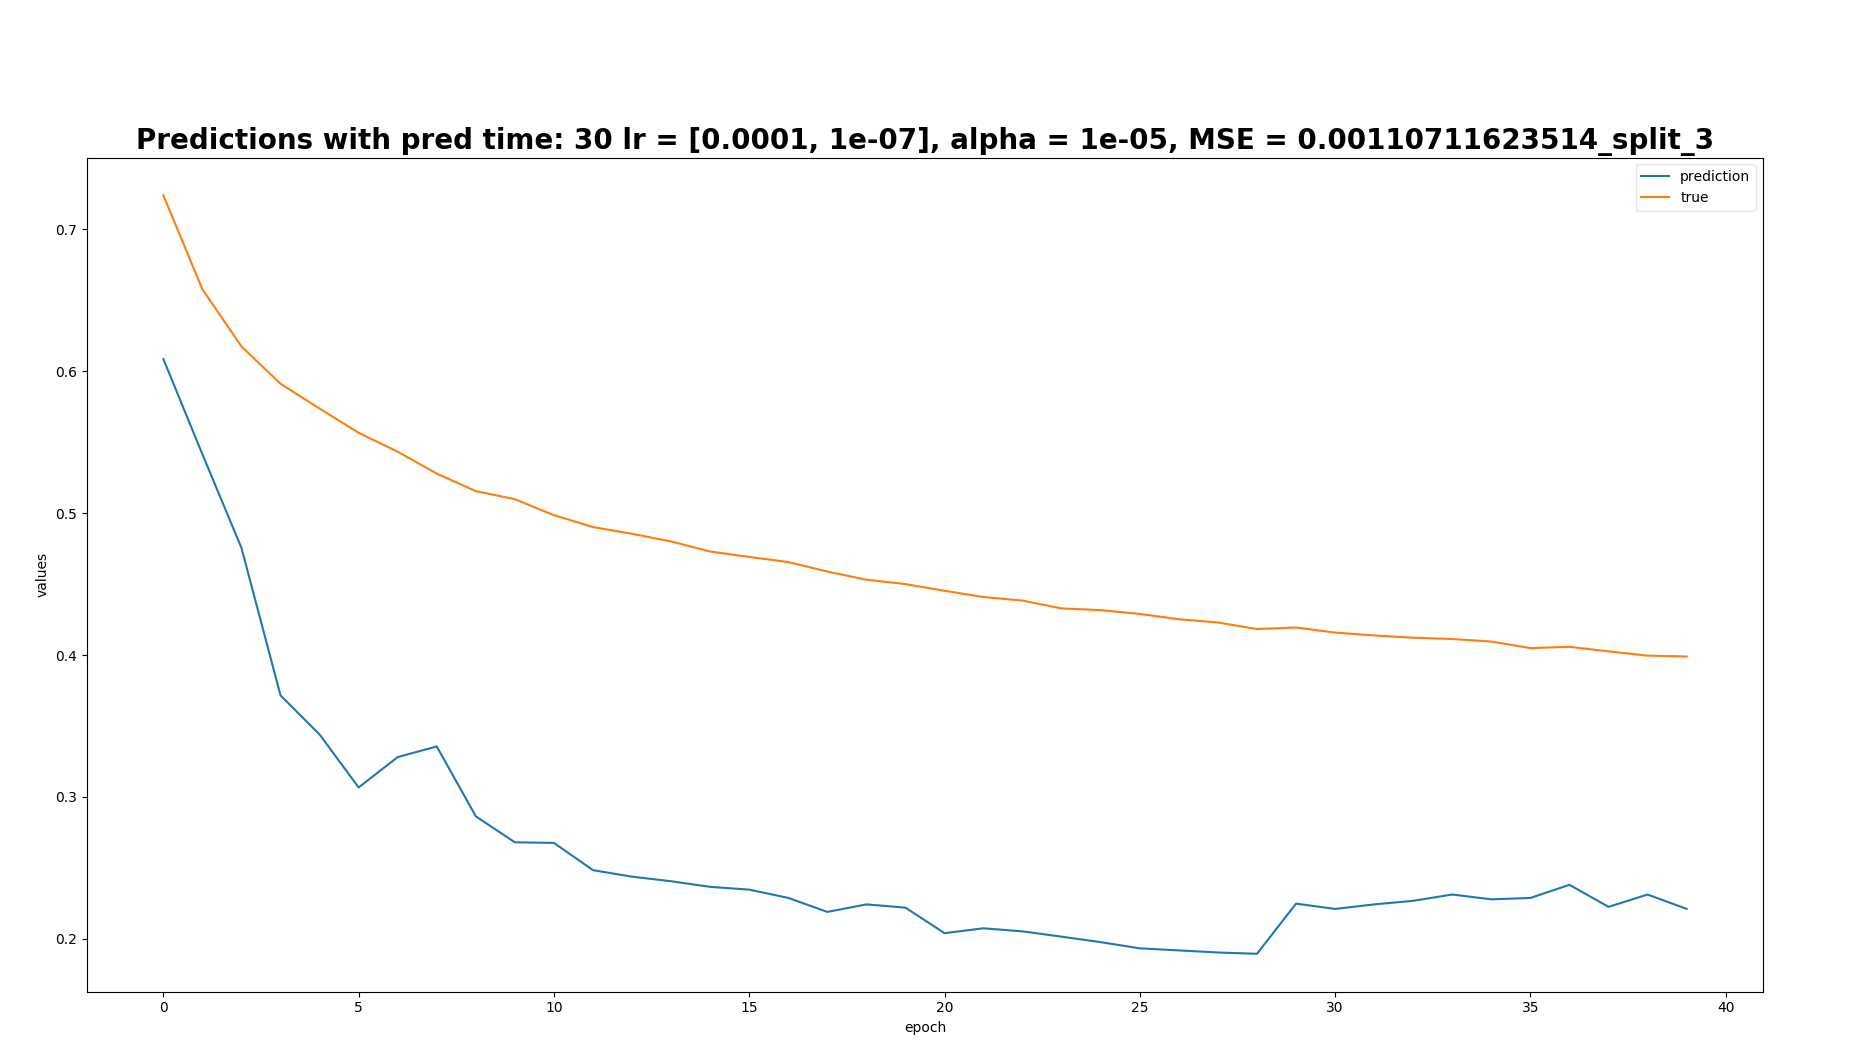 Predictions with pred time: 30 lr = [0.0001, 1e-07], alpha = 1e-05, MSE = 0.00110711623514_split_3
prediction
true
0.7
0.6
0.5
0.4
0.3
0.2
values
0 5 10 15 20 25 30 35 40
epoch